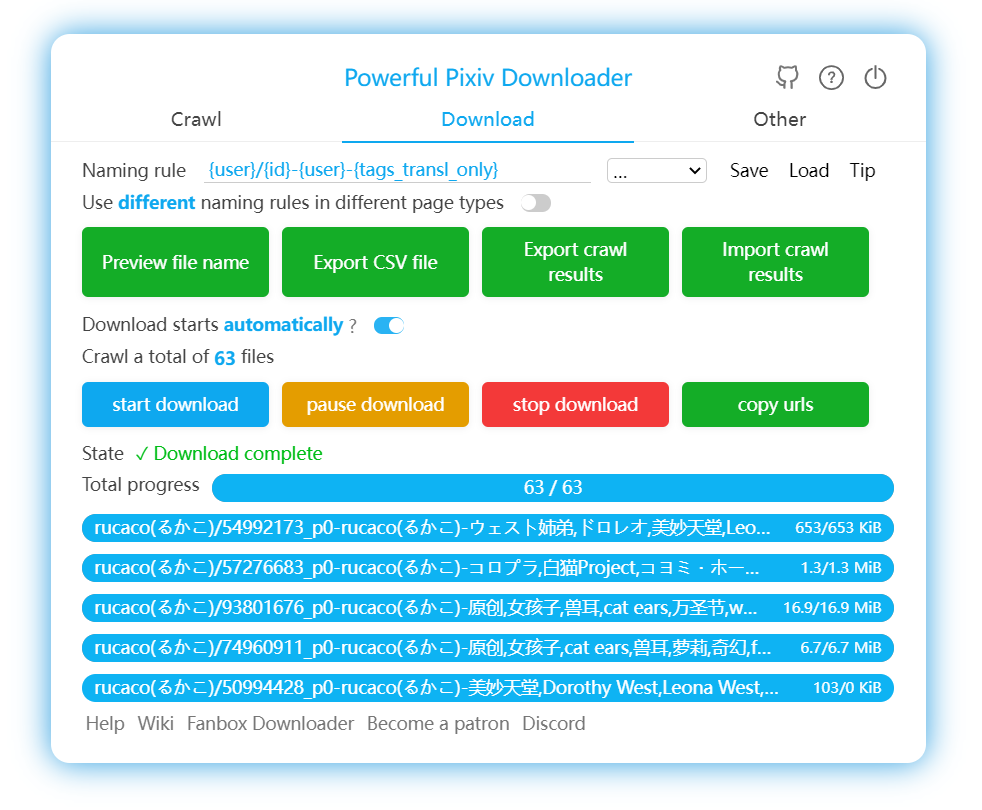 Powerful Pixiv Downloader
Crawl Download Other
Naming rule {user}/{id}-{user}-{tags_transl_only} ... Save Load Tip
Use different naming rules in different page types
Preview file name Export CSV file Export crawl results Import crawl results
Download starts automatically ?
Crawl a total of 63 files
start download pause download stop download copy urls
State ✓ Download complete
Total progress 63 / 63
rucaco(るかこ)/54992173_p0-rucaco(るかこ)-ウェスト姉弟,ドロレオ,美妙天堂,Leo... 653/653 KiB
rucaco(るかこ)/57276683_p0-rucaco(るかこ)-コロプラ,白猫Project,コヨミ・ホー... 1.3/1.3 MiB
rucaco(るかこ)/93801676_p0-rucaco(るかこ)-原创,女孩子,兽耳,cat ears,万圣节,w... 16.9/16.9 MiB
rucaco(るかこ)/74960911_p0-rucaco(るかこ)-原创,女孩子,cat ears,兽耳,萝莉,奇幻,f... 6.7/6.7 MiB
rucaco(るかこ)/50994428_p0-rucaco(るかこ)-美妙天堂,Dorothy West,Leona West,... 103/0 KiB
Help Wiki Fanbox Downloader Become a patron Discord